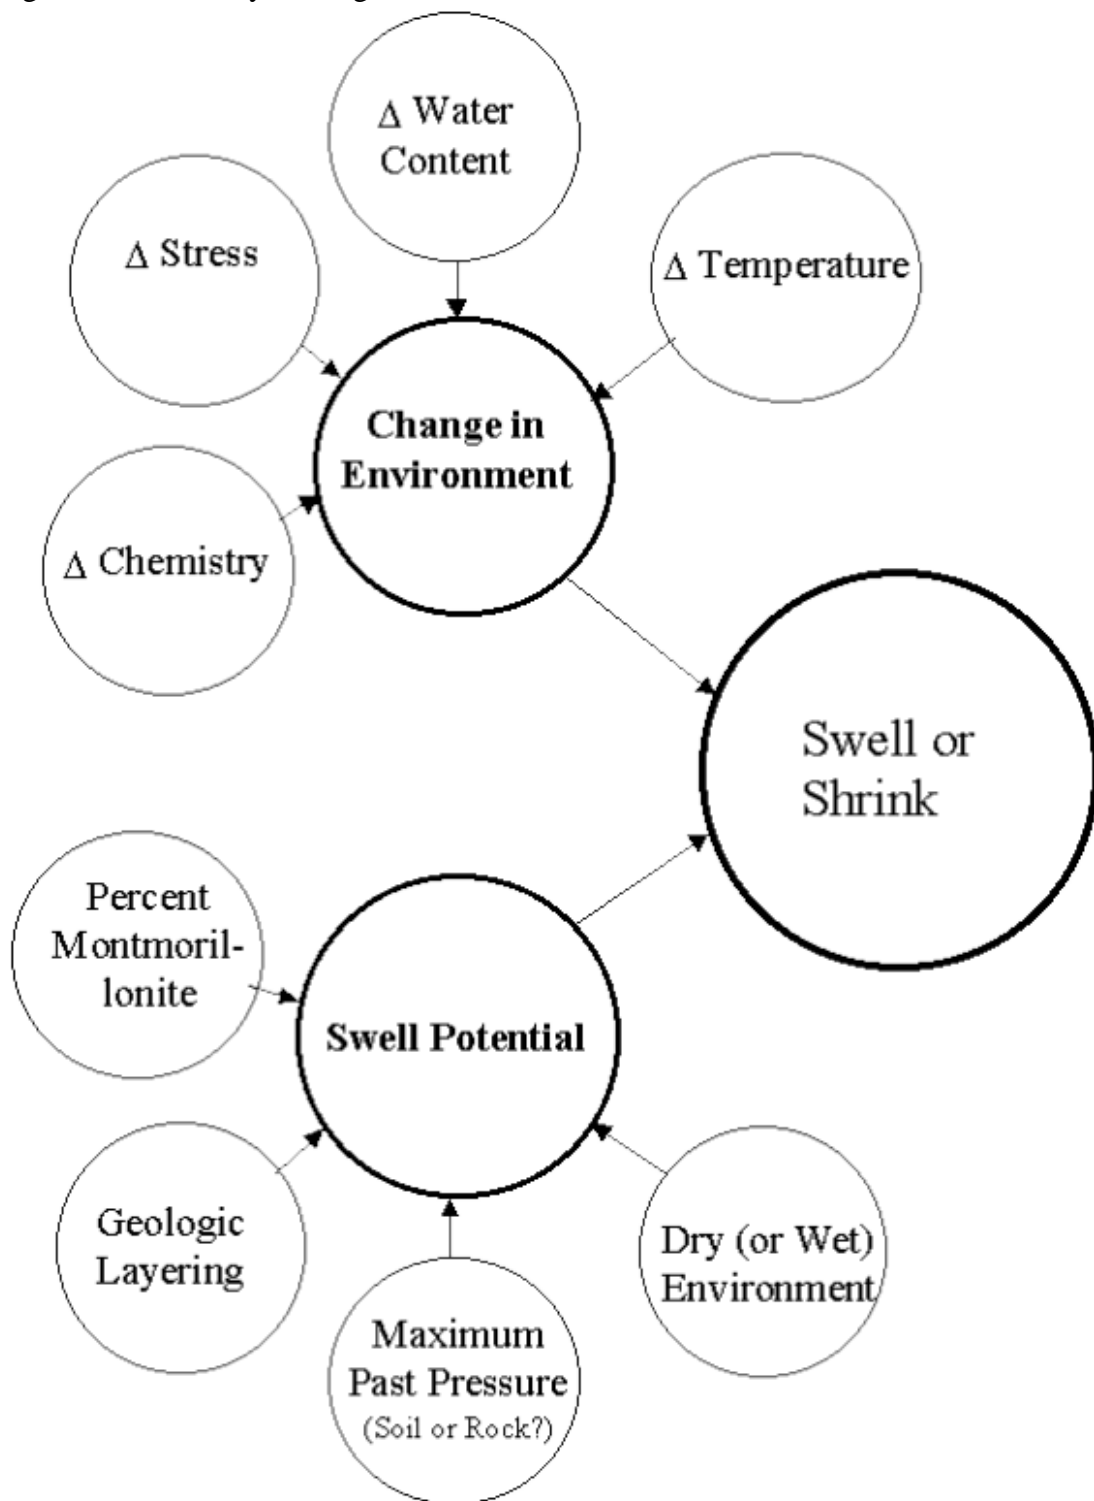 Δ Water
Content
Δ Stress
Δ Temperature
Change in
Environment
Δ Chemistry
Swell or
Shrink
Percent
Montmoril-
lonite
Swell Potential
Geologic
Layering
Dry (or Wet)
Environment
Maximum
Past Pressure
(Soil or Rock?)